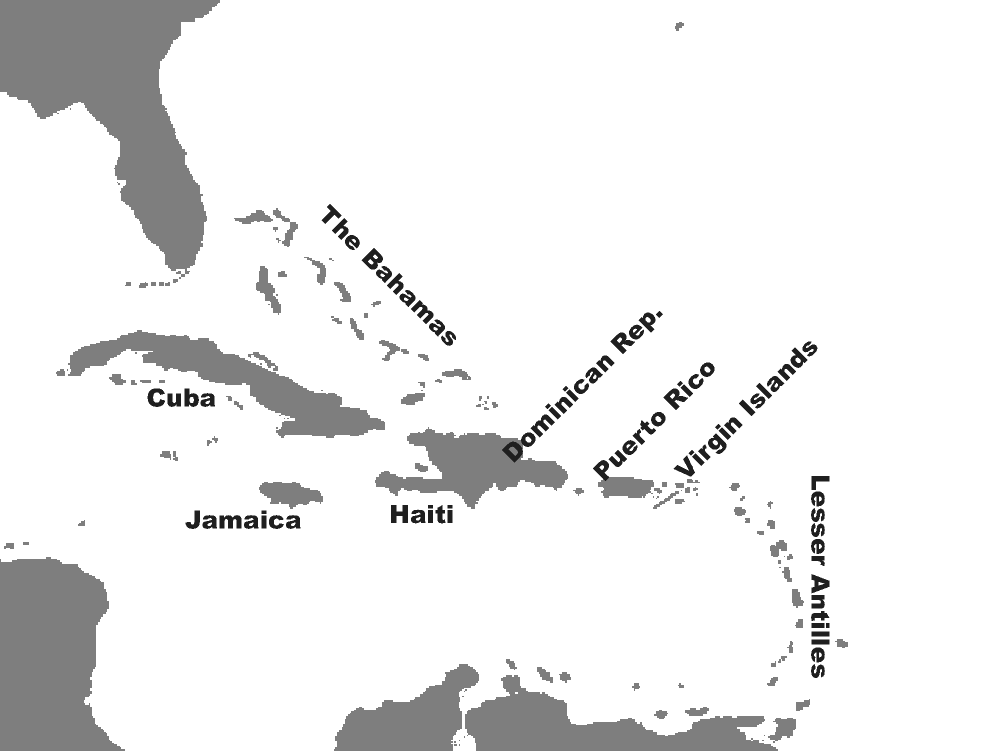 The Bahamas
Dominican Rep.
Puerto Rico
Virgin Islands
Cuba
Jamaica
Haiti
Lesser Antilles